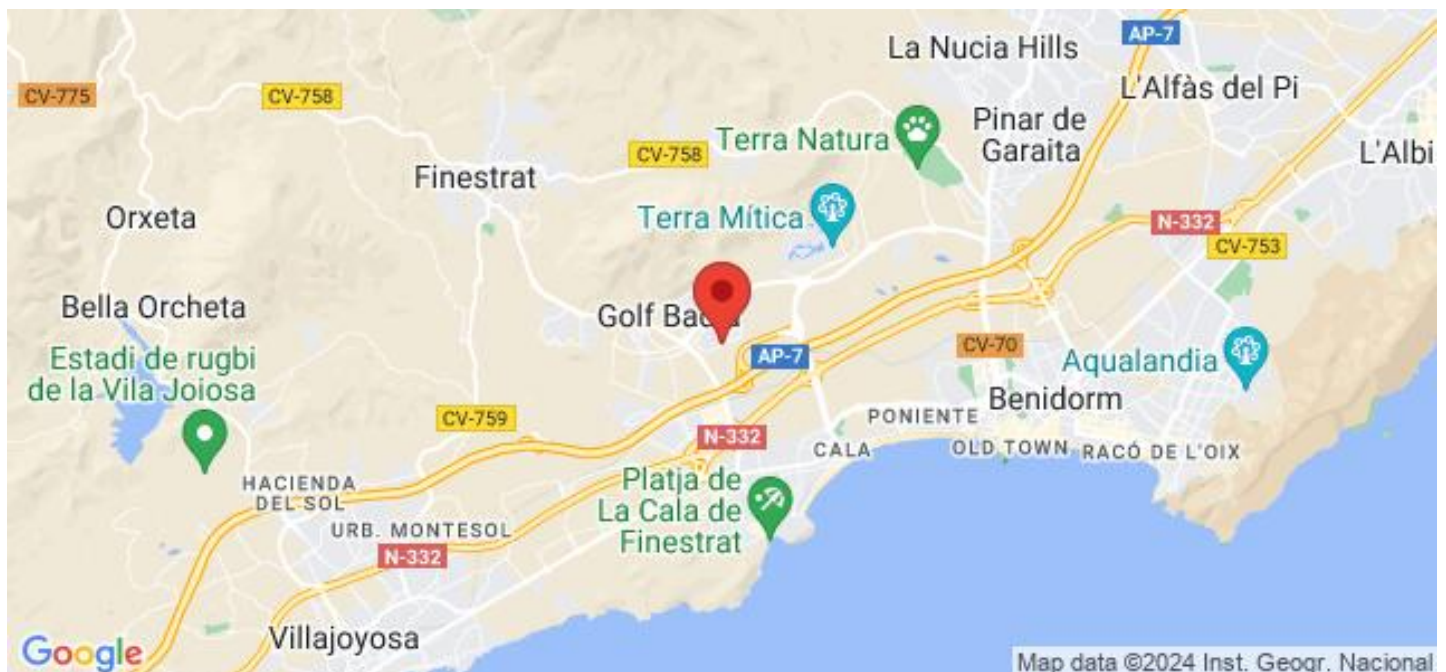 AP-7
La Nucia Hills
L'Alfàs del Pi
CV-775
CV-758
Terra Natura
Pinar de
Garaita
CV-758
L'Albi
Finestrat
Terra Mítica
N-332
CV-753
Orxeta
Bella Orcheta
Golf
Estadi de rugbi
de la Vila Joiosa
AP-7
CV-70
Aqualandia
CV-759
PONIENTE
Benidorm
N-332
CALA
OLD TOWN
RACÓ DE L'OIX
HACIENDA
DEL SOL
Platja de
La Cala de
Finestrat
URB. MONTESOL
N-332
Villajoyosa
Google
Map data ©2024 Inst. Geogr. Nacional